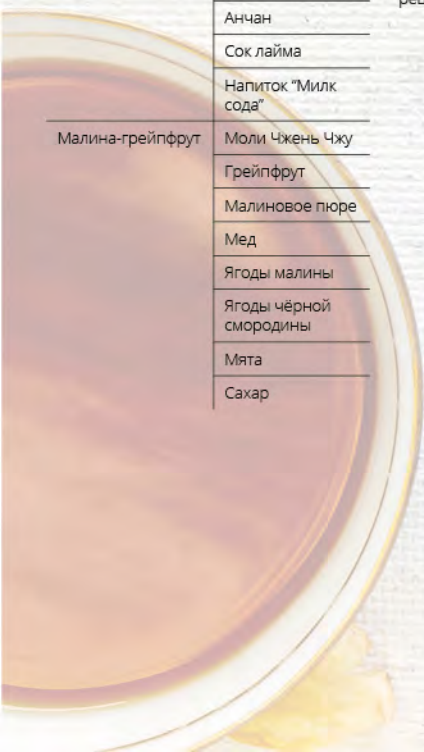 Анчан
Сок лайма
Напиток “Милк
сода”
Малина-грейпфрут
Моли Чжень Чжу
Грейпфрут
Малиновое пюре
Мед
Ягоды малины
Ягоды чёрной
смородины
Мята
Сахар